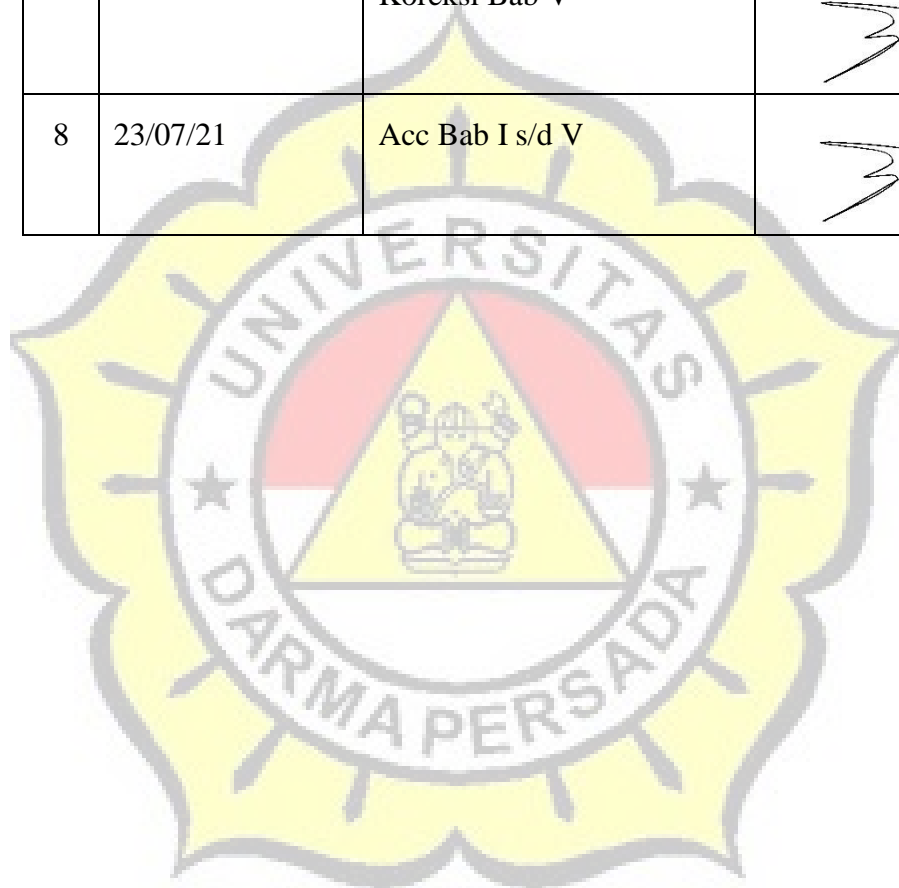 Koreksi Bab V
8 23/07/21 Acc Bab I s/d V
UNIVERSITAS
DARMA PERSADA